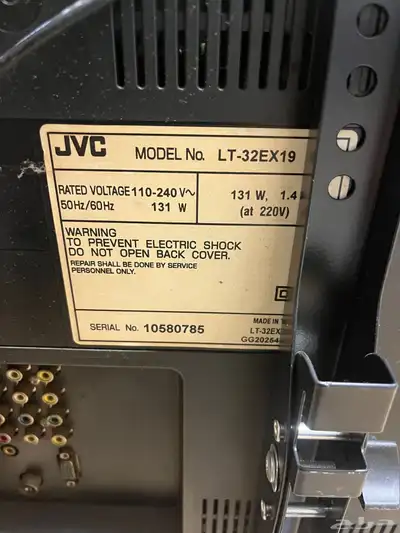 JVC MODEL No. LT-32EX19
RATED VOLTAGE 110-240 V~ 131 W, 1.4
50Hz/60Hz 131 W (at 220V)
WARNING
TO PREVENT ELECTRIC SHOCK
DO NOT OPEN BACK COVER.
REPAIR SHALL BE DONE BY SERVICE
PERSONNEL ONLY.
MADE IN
SERIAL No. 10580785 LT-32EX
GG20254